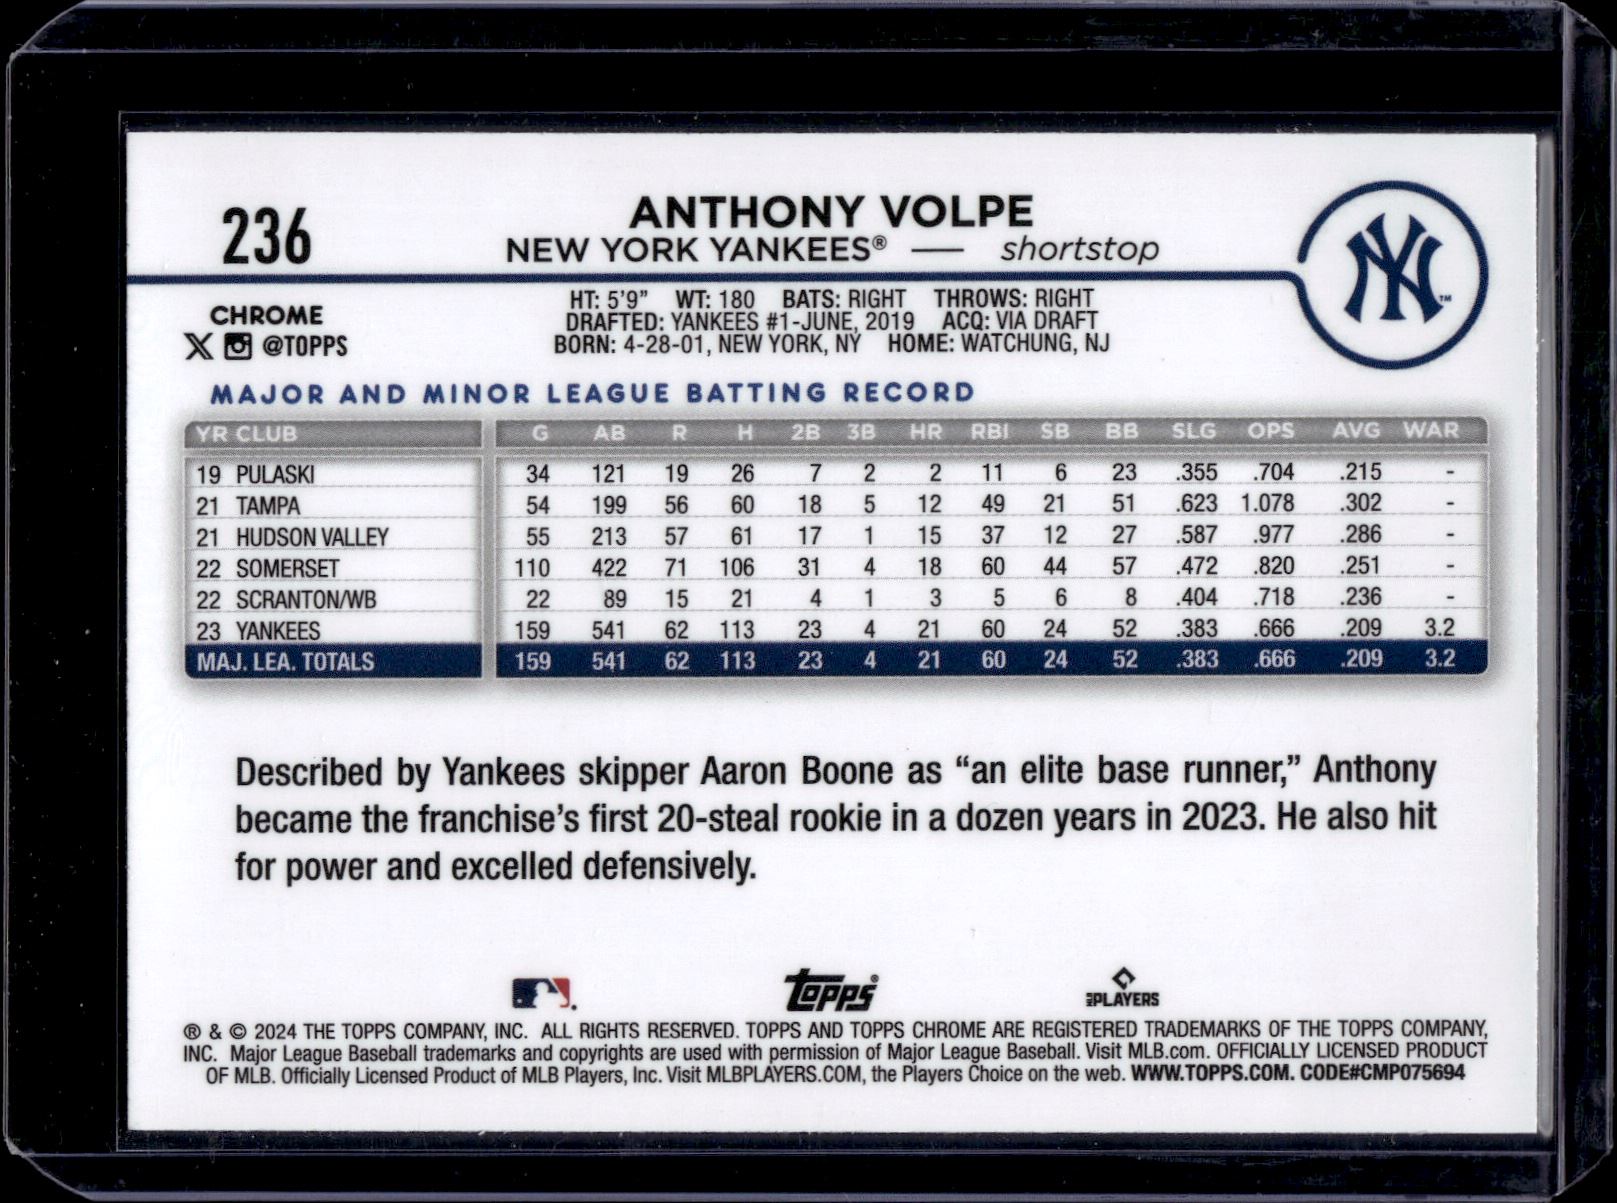 236
ANTHONY VOLPE
NEW YORK YANKEES® — shortstop
NY™
CHROME
X @TOPPS
HT: 5'9" WT: 180 BATS: RIGHT THROWS: RIGHT
DRAFTED: YANKEES #1-JUNE, 2019 ACQ: VIA DRAFT
BORN: 4-28-01, NEW YORK, NY HOME: WATCHUNG, NJ
MAJOR AND MINOR LEAGUE BATTING RECORD
YR CLUB G AB R H 2B 3B HR RBI SB BB SLG OPS AVG WAR
19 PULASKI 34 121 19 26 7 2 2 11 6 23 .355 .704 .215 -
21 TAMPA 54 199 56 60 18 5 12 49 21 51 .623 1.078 .302 -
21 HUDSON VALLEY 55 213 57 61 17 1 15 37 12 27 .587 .977 .286 -
22 SOMERSET 110 422 71 106 31 4 18 60 44 57 .472 .820 .251 -
22 SCRANTON/WB 22 89 15 21 4 1 3 5 6 8 .404 .718 .236 -
23 YANKEES 159 541 62 113 23 4 21 60 24 52 .383 .666 .209 3.2
MAJ. LEA. TOTALS 159 541 62 113 23 4 21 60 24 52 .383 .666 .209 3.2
Described by Yankees skipper Aaron Boone as “an elite base runner,” Anthony
became the franchise’s first 20-steal rookie in a dozen years in 2023. He also hit
for power and excelled defensively.
Topps®
MLB PLAYERS
® & © 2024 THE TOPPS COMPANY, INC. ALL RIGHTS RESERVED. TOPPS AND TOPPS CHROME ARE REGISTERED TRADEMARKS OF THE TOPPS COMPANY,
INC. Major League Baseball trademarks and copyrights are used with permission of Major League Baseball. Visit MLB.com. OFFICIALLY LICENSED PRODUCT
OF MLB. Officially Licensed Product of MLB Players, Inc. Visit MLBPLAYERS.COM, the Players Choice on the web. WWW.TOPPS.COM. CODE#CMP075694